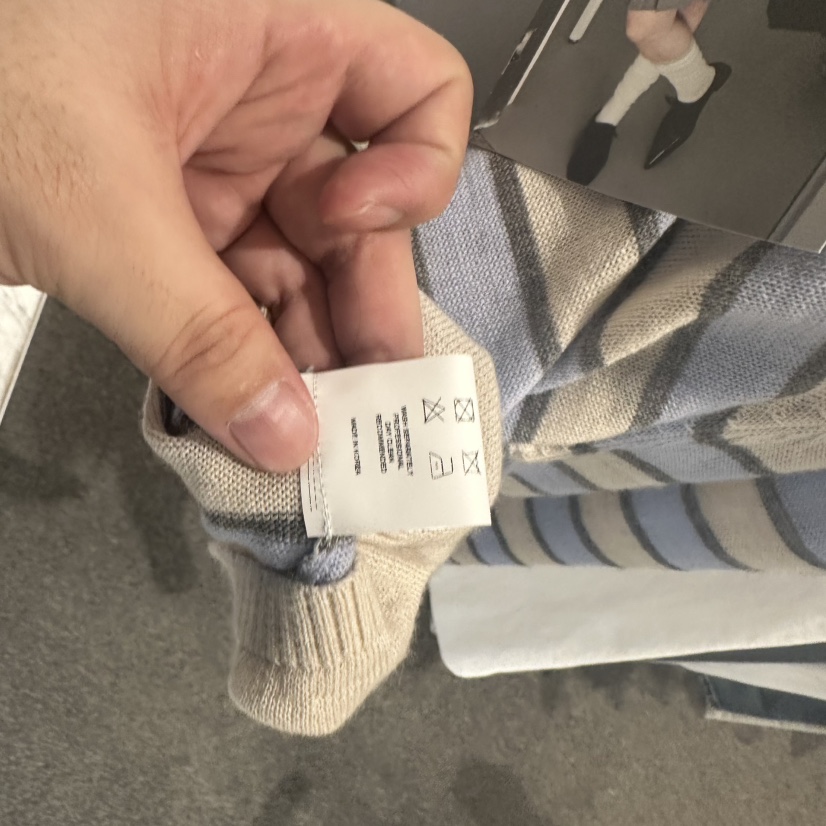 WASH SEPARATELY
PROFESSIONAL
DRY CLEAN
RECOMMENDED
MADE IN KOREA